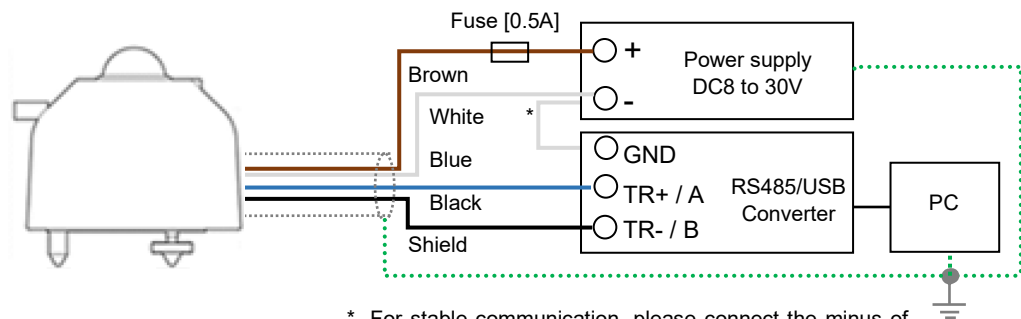 Fuse [0.5A]
+
Power supply
DC8 to 30V
Brown
-
White
*
GND
Blue
TR+ / A
RS485/USB
Converter
PC
Black
TR- / B
Shield
* For stable communication, please connect the minus of